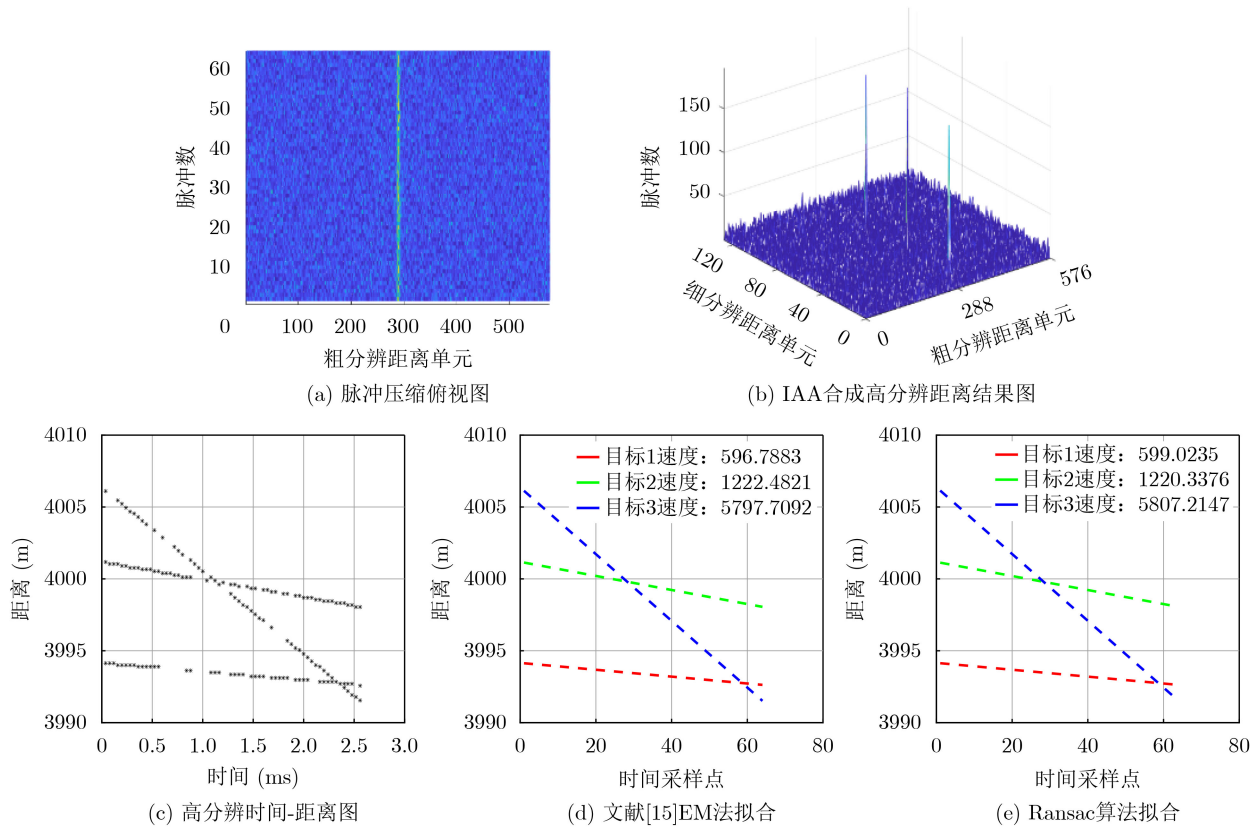 60
50
40
30
20
10
0
100
200
300
400
500
脉冲数
粗分辨距离单元
(a) 脉冲压缩俯视图
150
100
50
脉冲数
120
80
40
0
细分辨距离单元
0
288
576
粗分辨距离单元
(b) IAA合成高分辨距离结果图
4010
4005
4000
3995
3990
距离 (m)
0
0.5
1.0
1.5
2.0
2.5
3.0
时间 (ms)
(c) 高分辨时间-距离图
4010
4005
4000
3995
3990
距离 (m)
目标1速度：596.7883
目标2速度：1222.4821
目标3速度：5797.7092
0
20
40
60
80
时间采样点
(d) 文献[15]EM法拟合
4010
4005
4000
3995
3990
距离 (m)
目标1速度：599.0235
目标2速度：1220.3376
目标3速度：5807.2147
0
20
40
60
80
时间采样点
(e) Ransac算法拟合